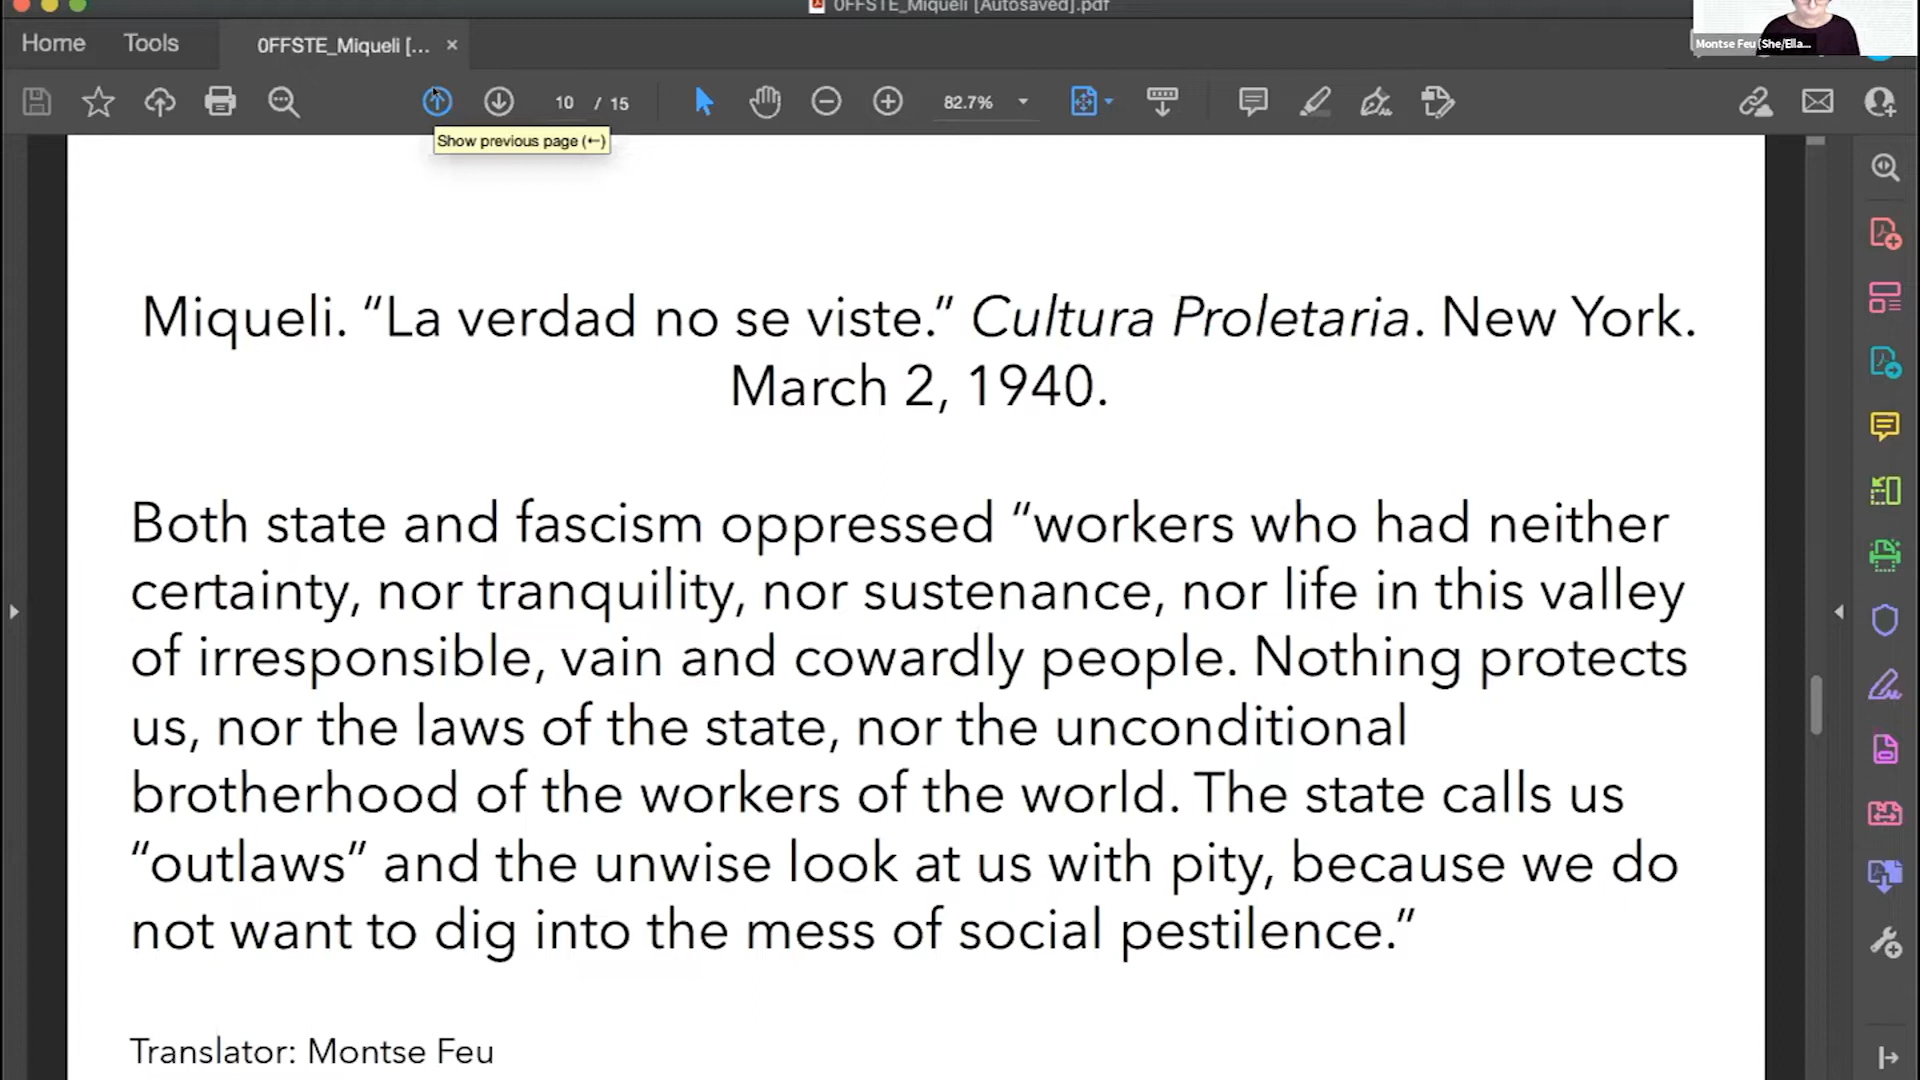 0FFSTE_Miqueli [Autosaved].pdf
Montse Feu (She/Ella...
Home
Tools
0FFSTE_Miqueli [... ×
10 / 15
82.7%
Show previous page (←)
Miqueli. “La verdad no se viste.” Cultura Proletaria. New York.
March 2, 1940.
Both state and fascism oppressed “workers who had neither
certainty, nor tranquility, nor sustenance, nor life in this valley
of irresponsible, vain and cowardly people. Nothing protects
us, nor the laws of the state, nor the unconditional
brotherhood of the workers of the world. The state calls us
“outlaws” and the unwise look at us with pity, because we do
not want to dig into the mess of social pestilence.”
Translator: Montse Feu